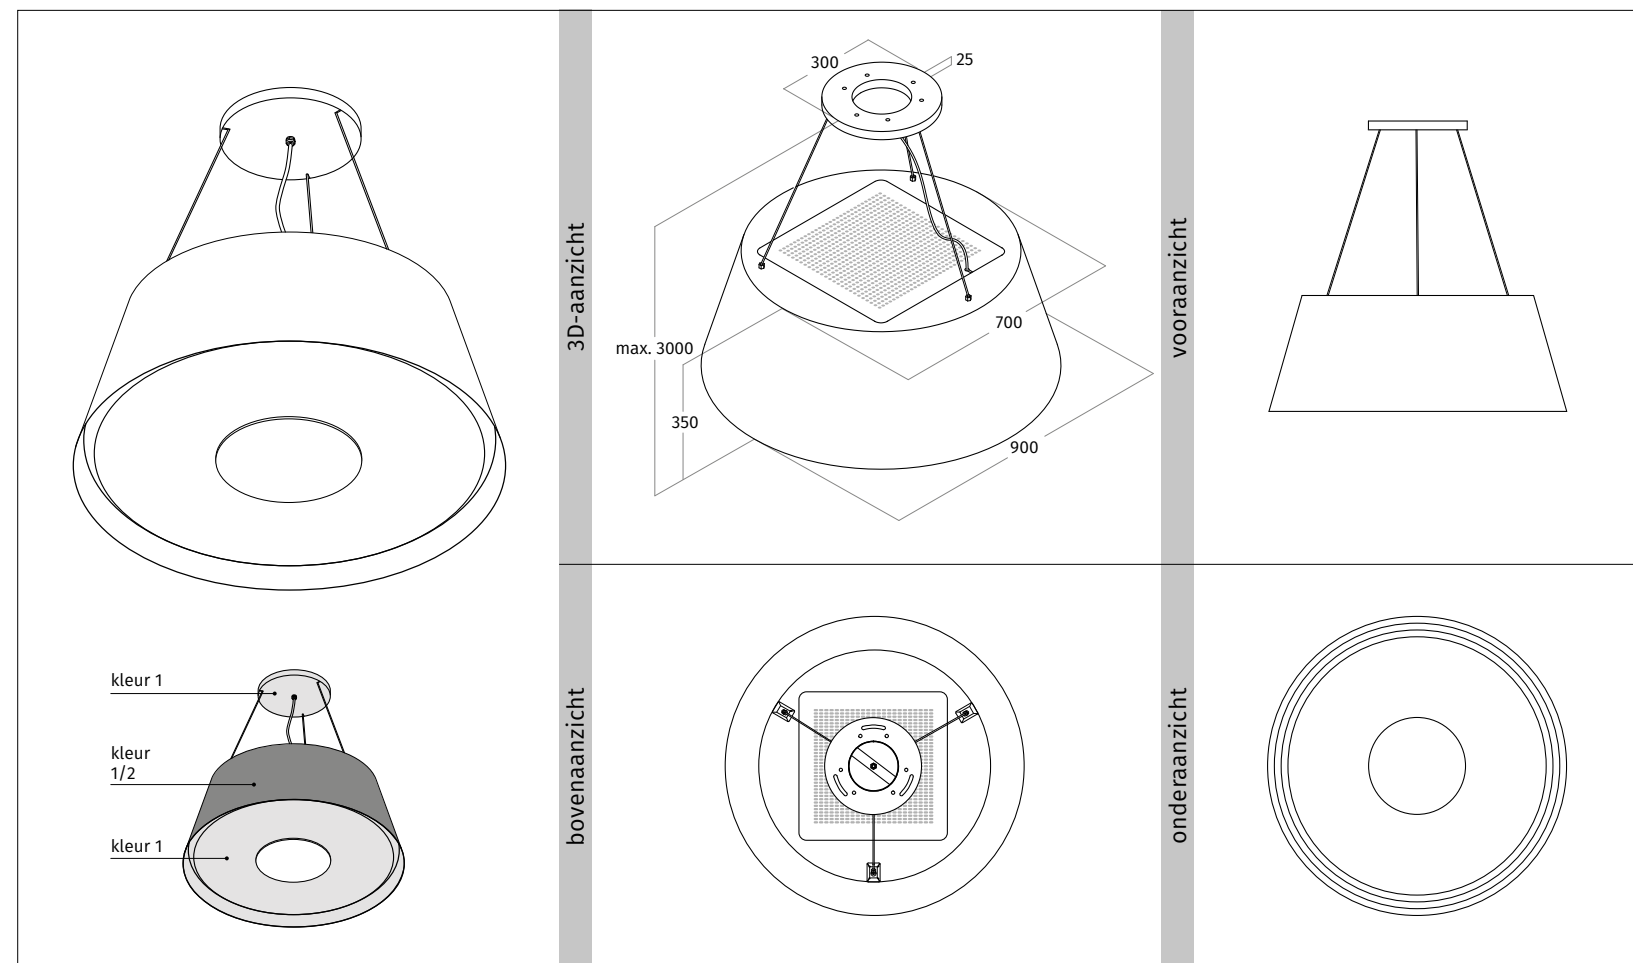 kleur 1
kleur
1/2
kleur 1
3D-aanzicht
300
25
max. 3000
350
700
900
vooraanzicht
bovenaanzicht
onderaanzicht